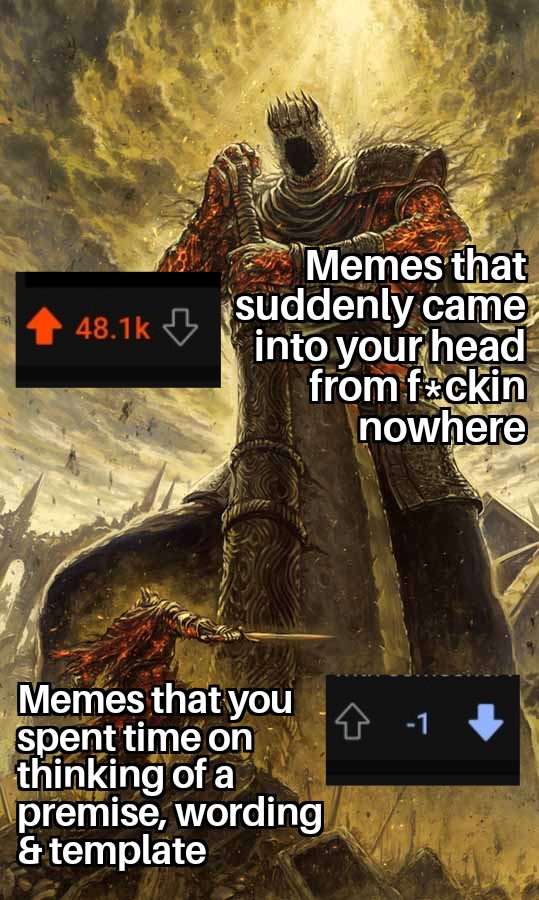 Memes that
suddenly came
into your head
from f*ckin
nowhere
48.1k
Memes that you
spent time on
thinking of a
premise, wording
& template
-1